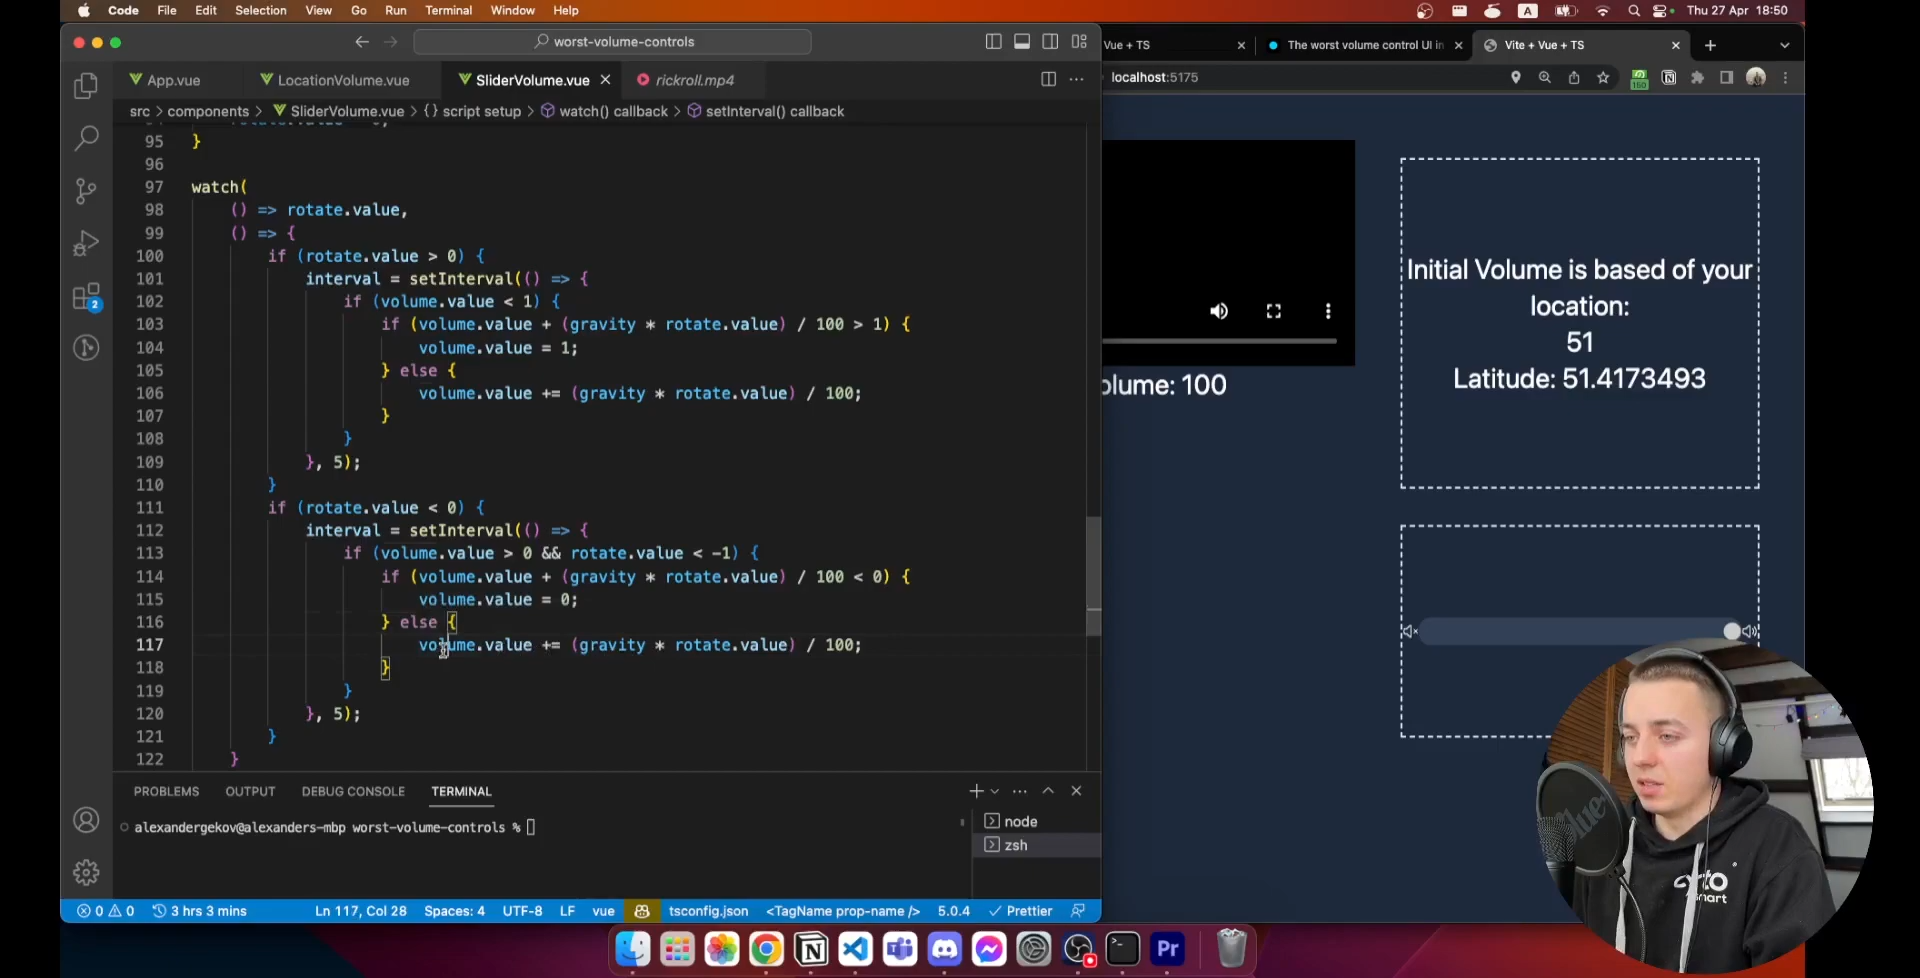 Code File Edit Selection View Go Run Terminal Window Help
A
Thu 27 Apr 18:50
worst-volume-controls
Vue + TS
The worst volume control UI in
Vite + Vue + TS
App.vue
LocationVolume.vue
SliderVolume.vue
rickroll.mp4
localhost:5175
150
src > components > SliderVolume.vue > {} script setup > watch() callback > setInterval() callback
95 }
96
97 watch(
98 () => rotate.value,
99 () => {
100 if (rotate.value > 0) {
101 interval = setInterval(() => {
102 if (volume.value < 1) {
103 if (volume.value + (gravity * rotate.value) / 100 > 1) {
104 volume.value = 1;
105 } else {
106 volume.value += (gravity * rotate.value) / 100;
107 }
108 }
109 }, 5);
110 }
111 if (rotate.value < 0) {
112 interval = setInterval(() => {
113 if (volume.value > 0 && rotate.value < -1) {
114 if (volume.value + (gravity * rotate.value) / 100 < 0) {
115 volume.value = 0;
116 } else {
117 volume.value += (gravity * rotate.value) / 100;
118 }
119 }
120 }, 5);
121 }
122 }
2
Initial Volume is based of your
location:
51
Latitude: 51.4173493
olume: 100
PROBLEMS OUTPUT DEBUG CONSOLE TERMINAL
alexandergekov@alexanders-mbp worst-volume-controls %
node
zsh
0 0 3 hrs 3 mins Ln 117, Col 28 Spaces: 4 UTF-8 LF vue tsconfig.json <TagName prop-name /> 5.0.4 Prettier
Pr
Blue
smart